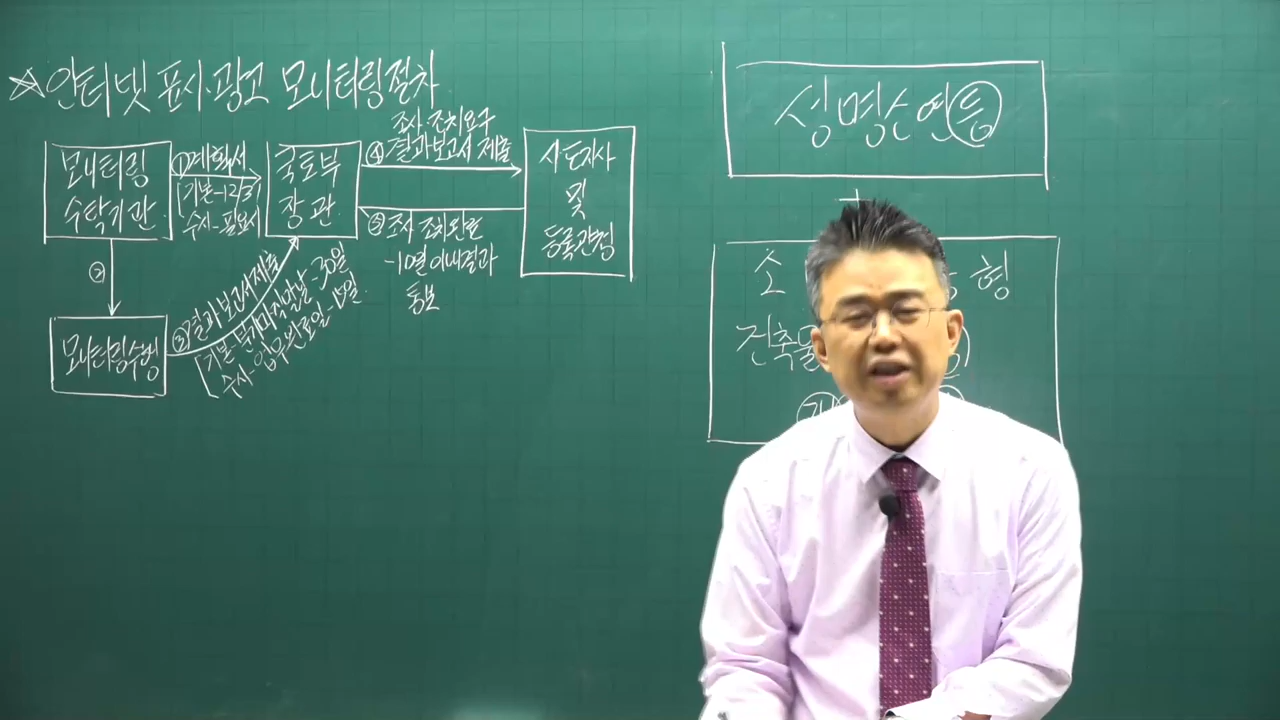 ☆인터넷 표시.광고 모니터링절차
모니터링
수탁기관
①계획서
[기본-12/31
수시-필요시
국토부
장관
④조사·조치요구
결과보고서 제출
⑤조사 조치완료
-10일 이내결과
통보
시·도지사
및
등록관청
②
모니터링수행
③결과보고서제출
[기본-분기마지막날-30일
수시-업무완료일-15일.
성명소연등
+
소
형
건축물